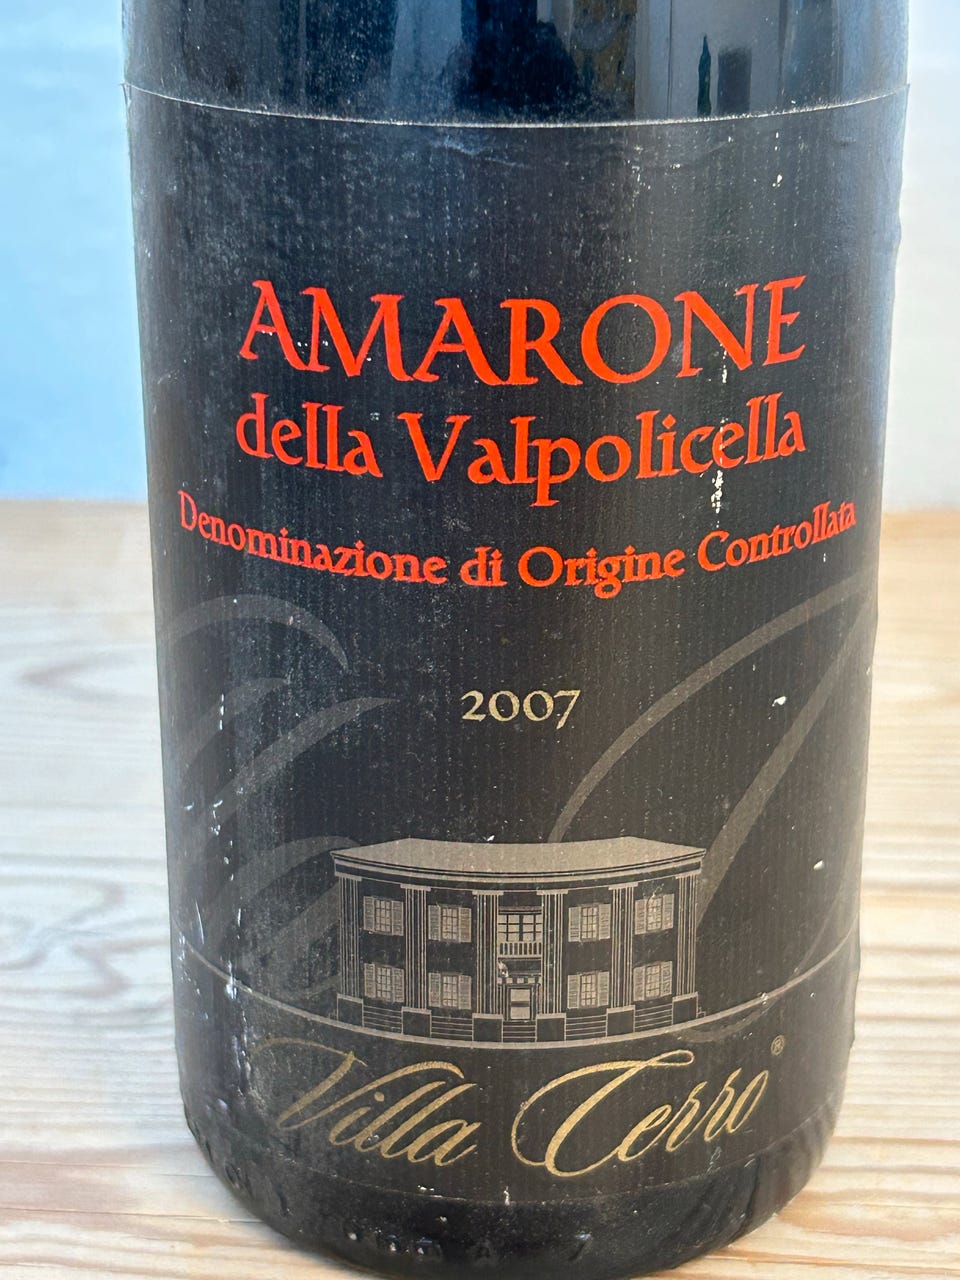 AMARONE
della Valpolicella
Denominazione di Origine Controllata
2007
Villa Cerro ®